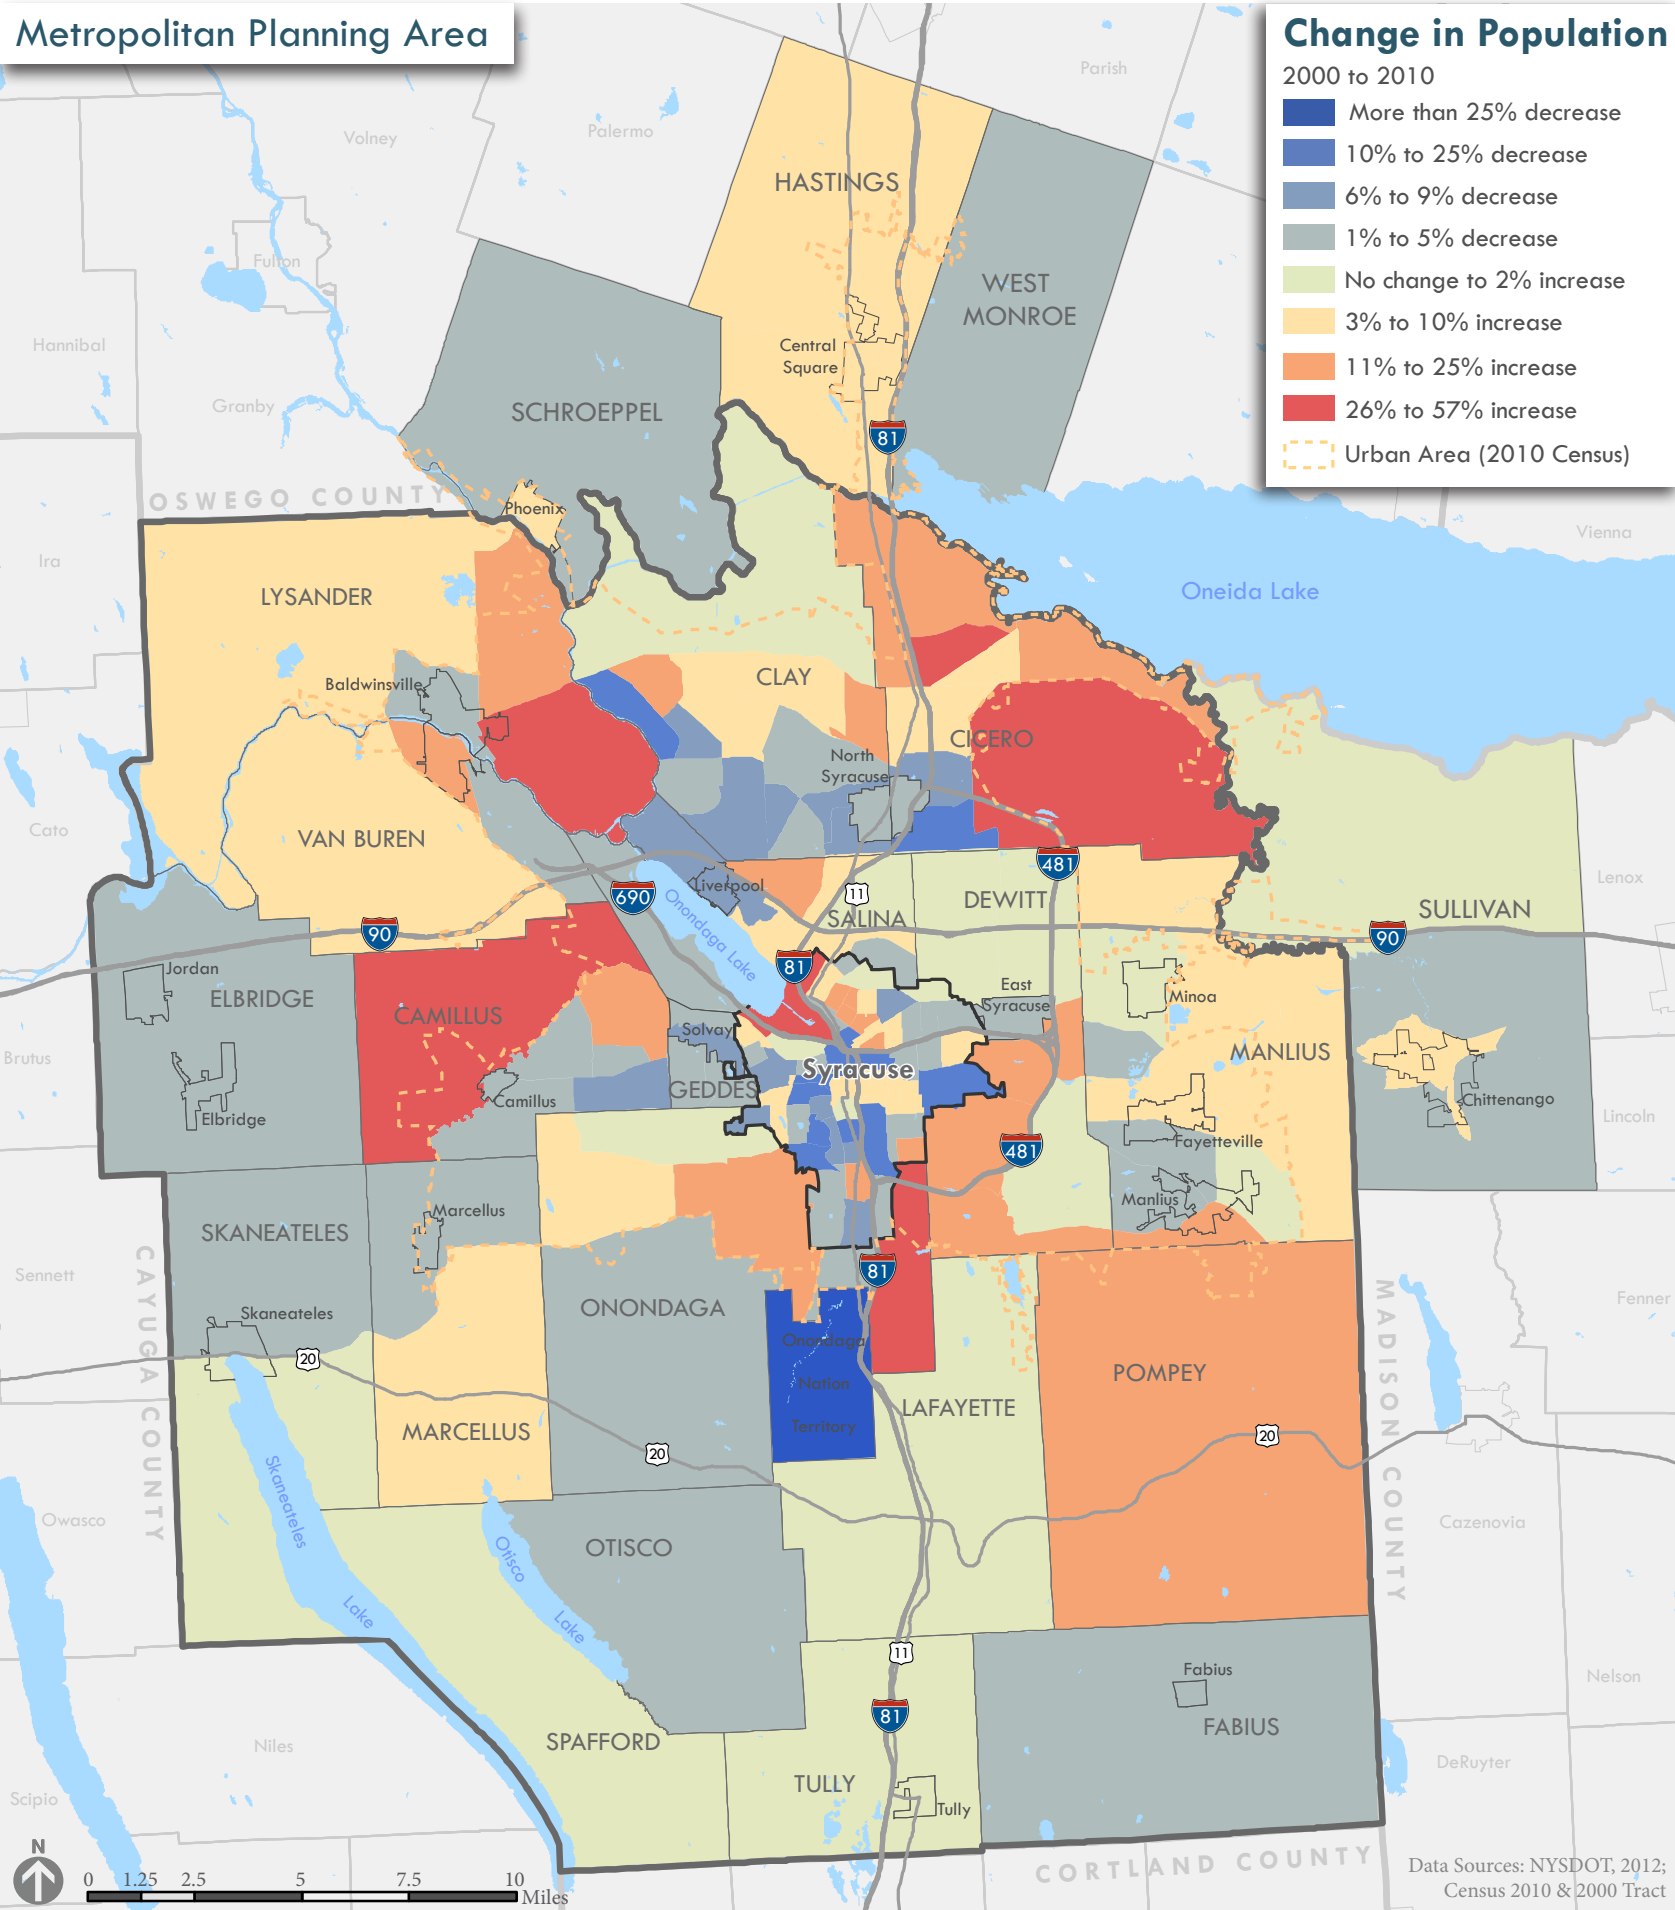 Metropolitan Planning Area
Change in Population
2000 to 2010
More than 25% decrease
10% to 25% decrease
6% to 9% decrease
1% to 5% decrease
No change to 2% increase
3% to 10% increase
11% to 25% increase
26% to 57% increase
Urban Area (2010 Census)
Parish
Volney
Palermo
HASTINGS
Fulton
WEST
MONROE
Hannibal
Central
Square
Granby
SCHROEPPEL
81
OSWEGO COUNTY
Phoenix
Vienna
Ira
LYSANDER
Oneida Lake
CLAY
Baldwinsville
CICERO
North
Syracuse
Cato
VAN BUREN
481
690
Liverpool
11
DEWITT
Lenox
SALINA
SULLIVAN
90
90
Onondaga Lake
81
Jordan
ELBRIDGE
East
Syracuse
Minoa
CAMILLUS
Solvay
MANLIUS
Brutus
Syracuse
GEDDES
Camillus
Chittenango
Elbridge
Lincoln
Fayetteville
481
Manlius
Marcellus
SKANEATELES
CAYUGA COUNTY
Sennett
81
MADISON COUNTY
Fenner
Skaneateles
ONONDAGA
Onondaga
Nation
Territory
20
POMPEY
LAFAYETTE
MARCELLUS
20
20
Skaneateles
Lake
Owasco
Cazenovia
OTISCO
Otisco
Lake
11
Fabius
Nelson
81
FABIUS
SPAFFORD
Niles
DeRuyter
TULLY
Scipio
Tully
N
CORTLAND COUNTY
0 1.25 2.5 5 7.5 10
Miles
Data Sources: NYSDOT, 2012;
Census 2010 & 2000 Tract